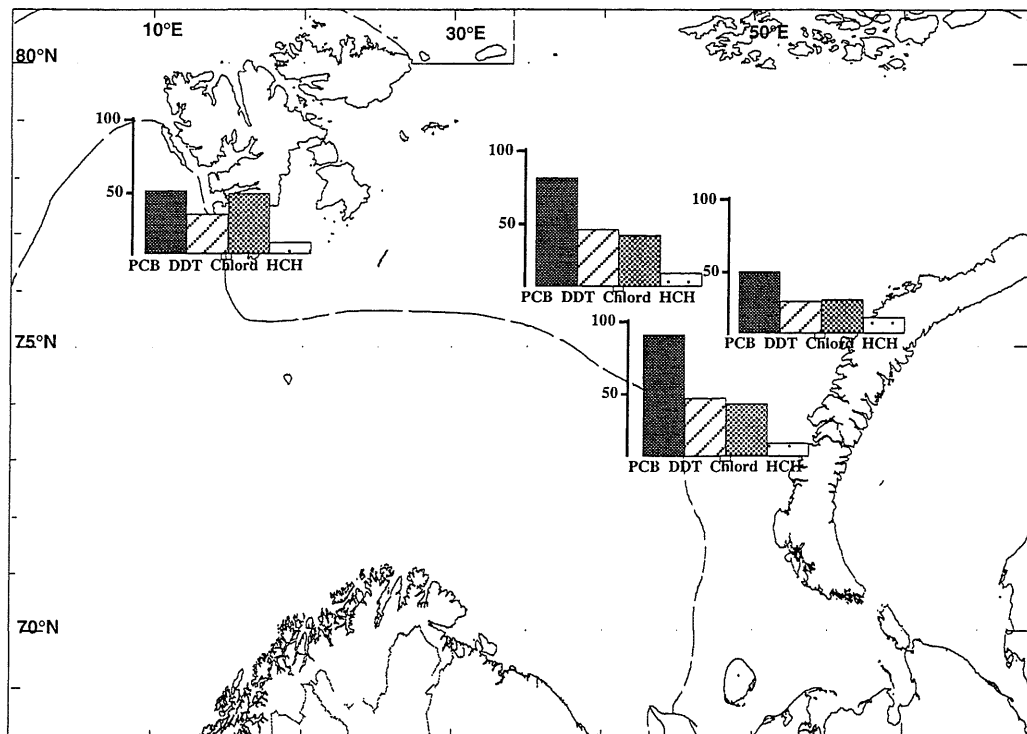 10°E 30°E 50°E
80°N
100
50
PCB DDT Chlord HCH
100
50
PCB DDT Chlord HCH
100
50
PCB DDT Chlord HCH
75°N
100
50
PCB DDT Chlord HCH
70°N